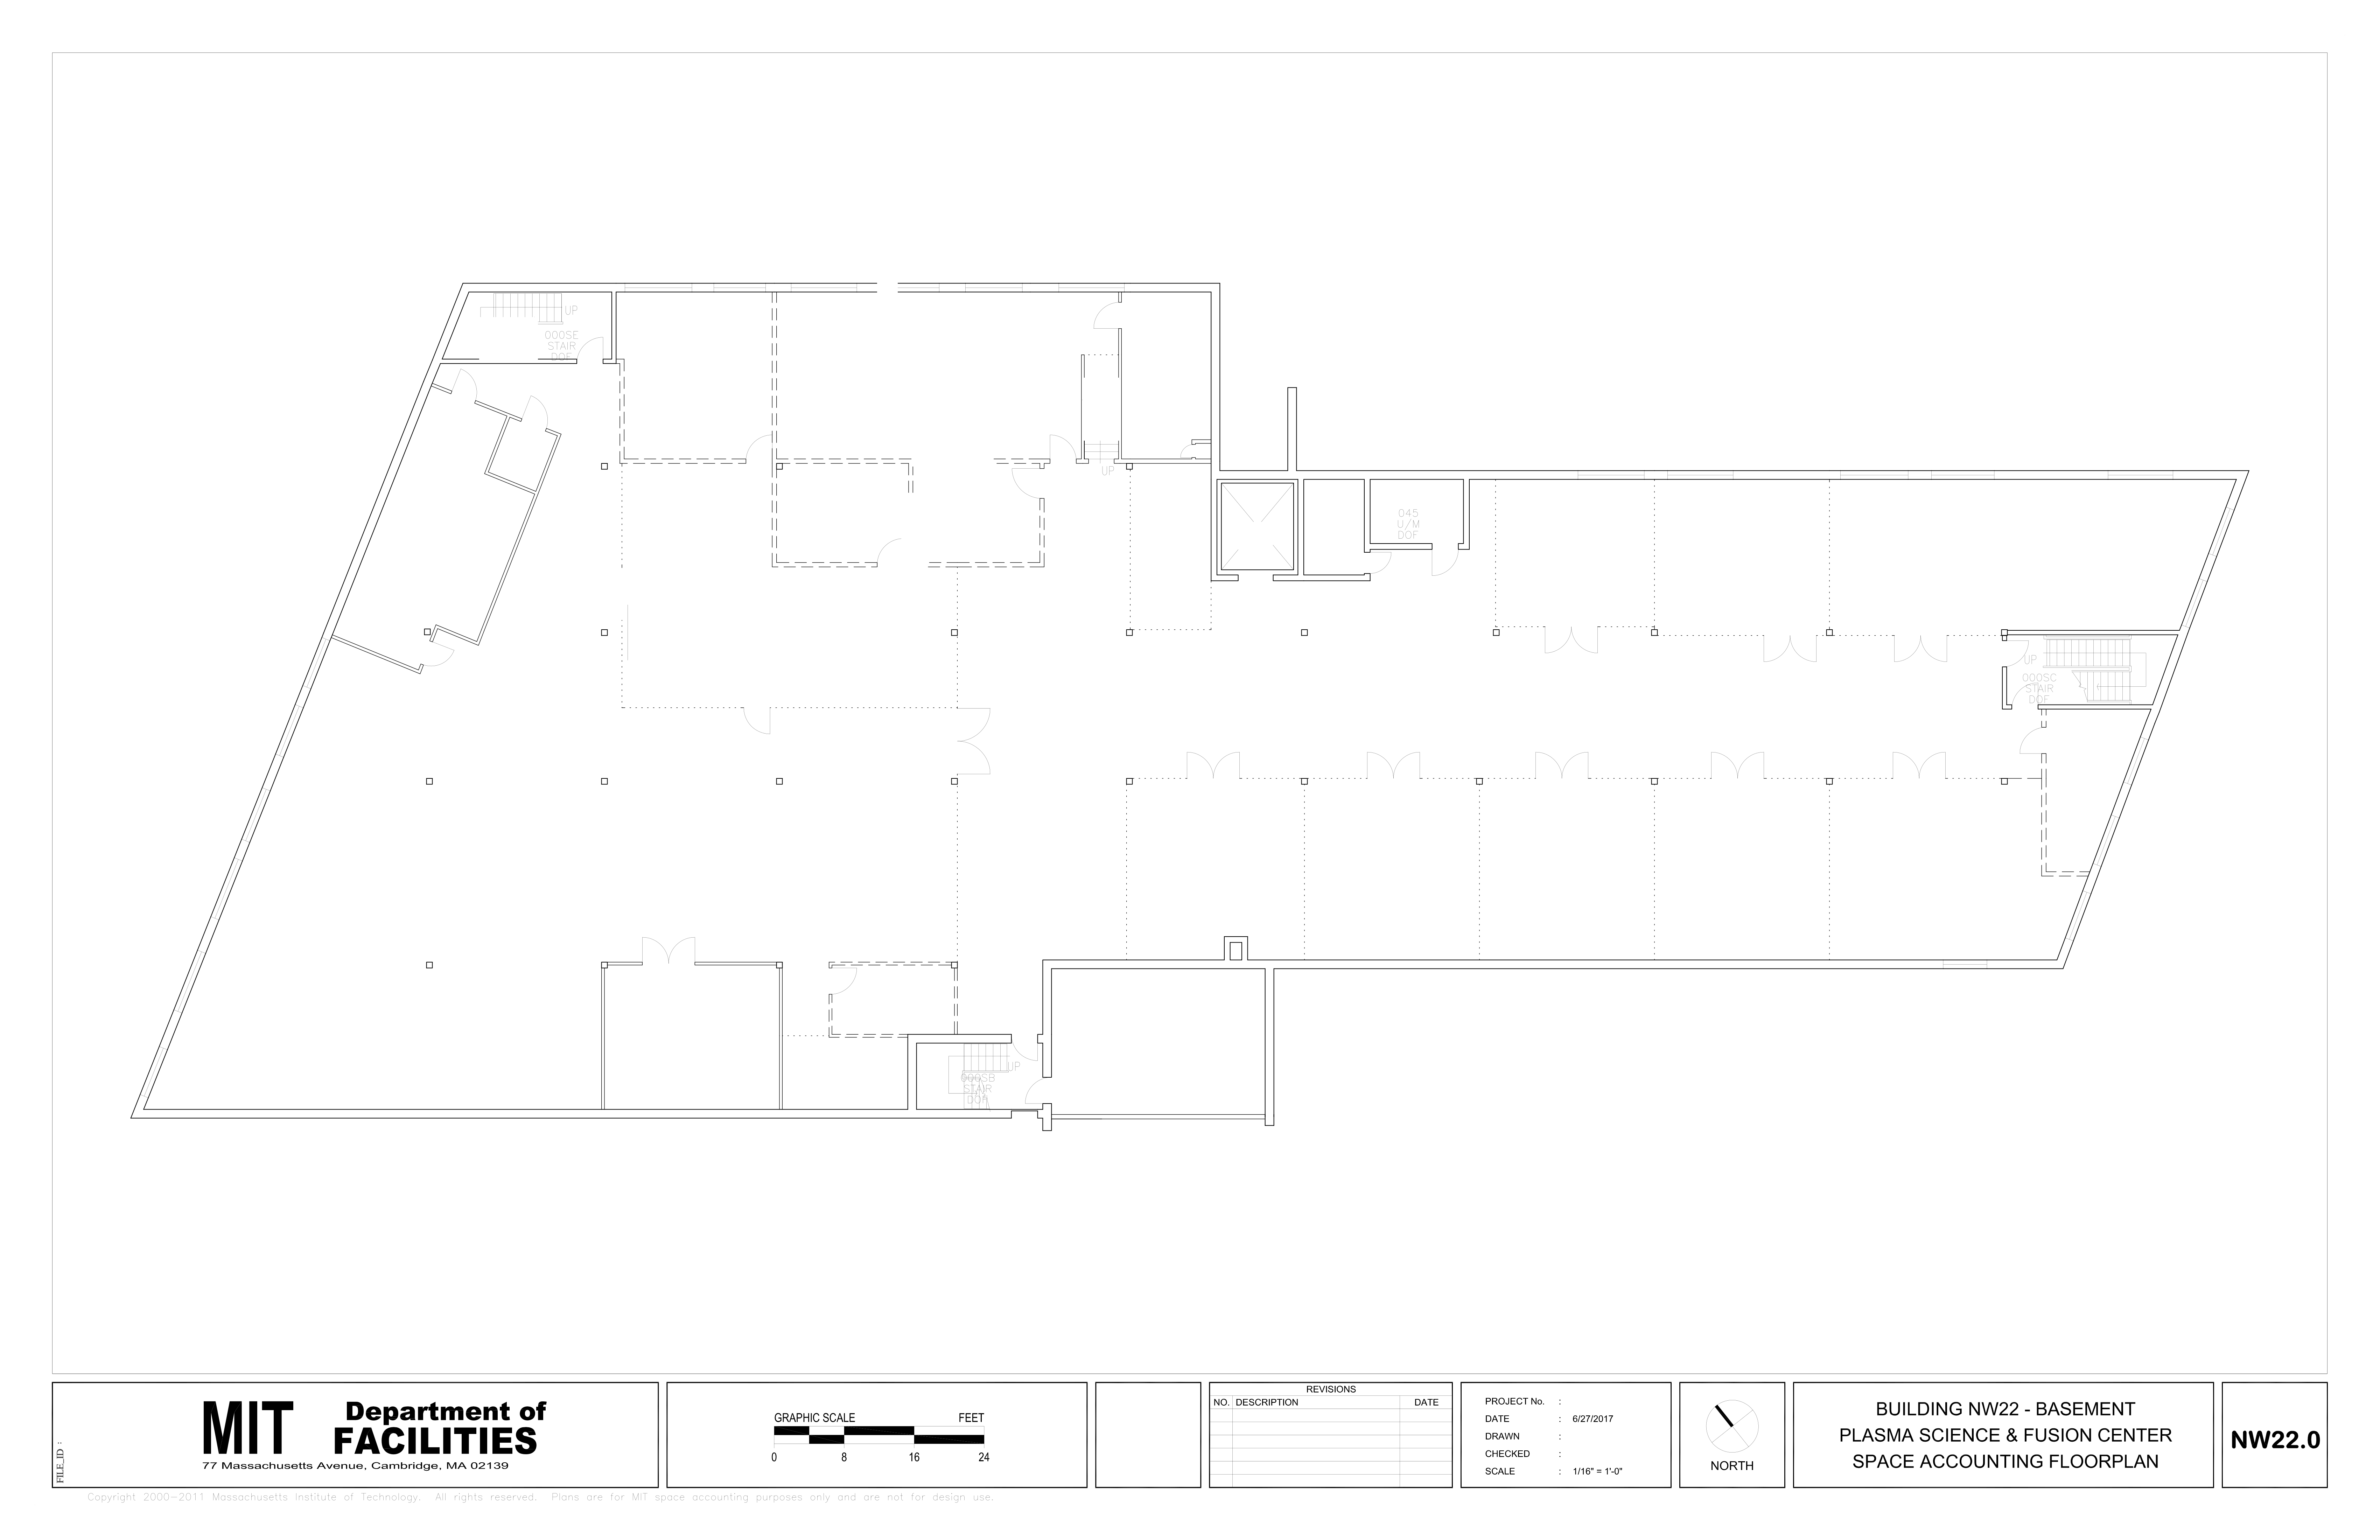 UP
000SE
STAIR
DOF
UP
045
U/M
DOF
UP
000SC
STAIR
DOF
UP
000SB
STAIR
DOF
FILE_ID :
MIT Department of
FACILITIES
77 Massachusetts Avenue, Cambridge, MA 02139
GRAPHIC SCALE FEET
0 8 16 24
REVISIONS
NO. DESCRIPTION DATE
PROJECT No. :
DATE : 6/27/2017
DRAWN :
CHECKED :
SCALE : 1/16" = 1'-0"
NORTH
BUILDING NW22 - BASEMENT
PLASMA SCIENCE & FUSION CENTER
SPACE ACCOUNTING FLOORPLAN
NW22.0
Copyright 2000-2011 Massachusetts Institute of Technology. All rights reserved. Plans are for MIT space accounting purposes only and are not for design use.